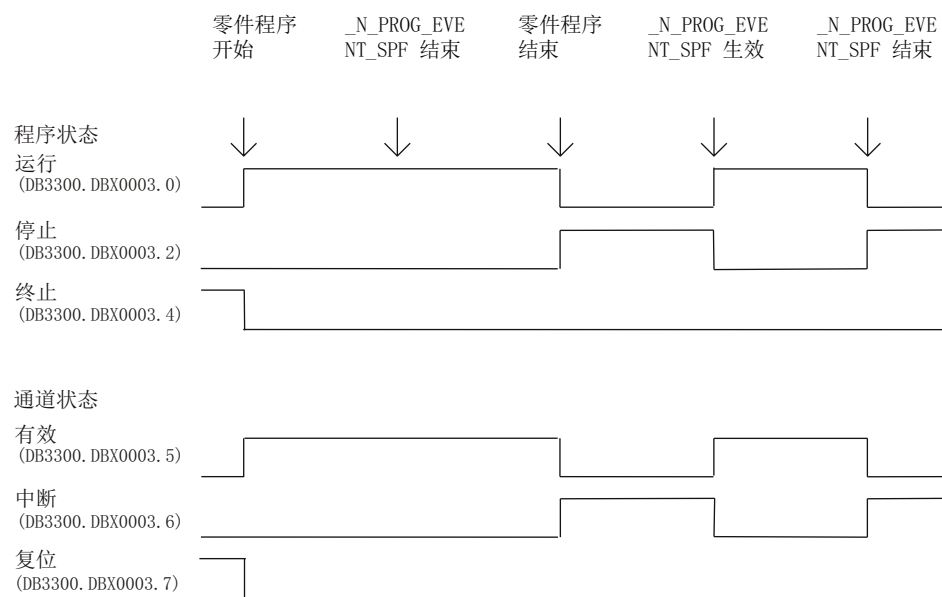 零件程序
开始
_N_PROG_EVE
NT_SPF 结束
零件程序
结束
_N_PROG_EVE
NT_SPF 生效
_N_PROG_EVE
NT_SPF 结束
程序状态
运行
(DB3300.DBX0003.0)
停止
(DB3300.DBX0003.2)
终止
(DB3300.DBX0003.4)
通道状态
有效
(DB3300.DBX0003.5)
中断
(DB3300.DBX0003.6)
复位
(DB3300.DBX0003.7)